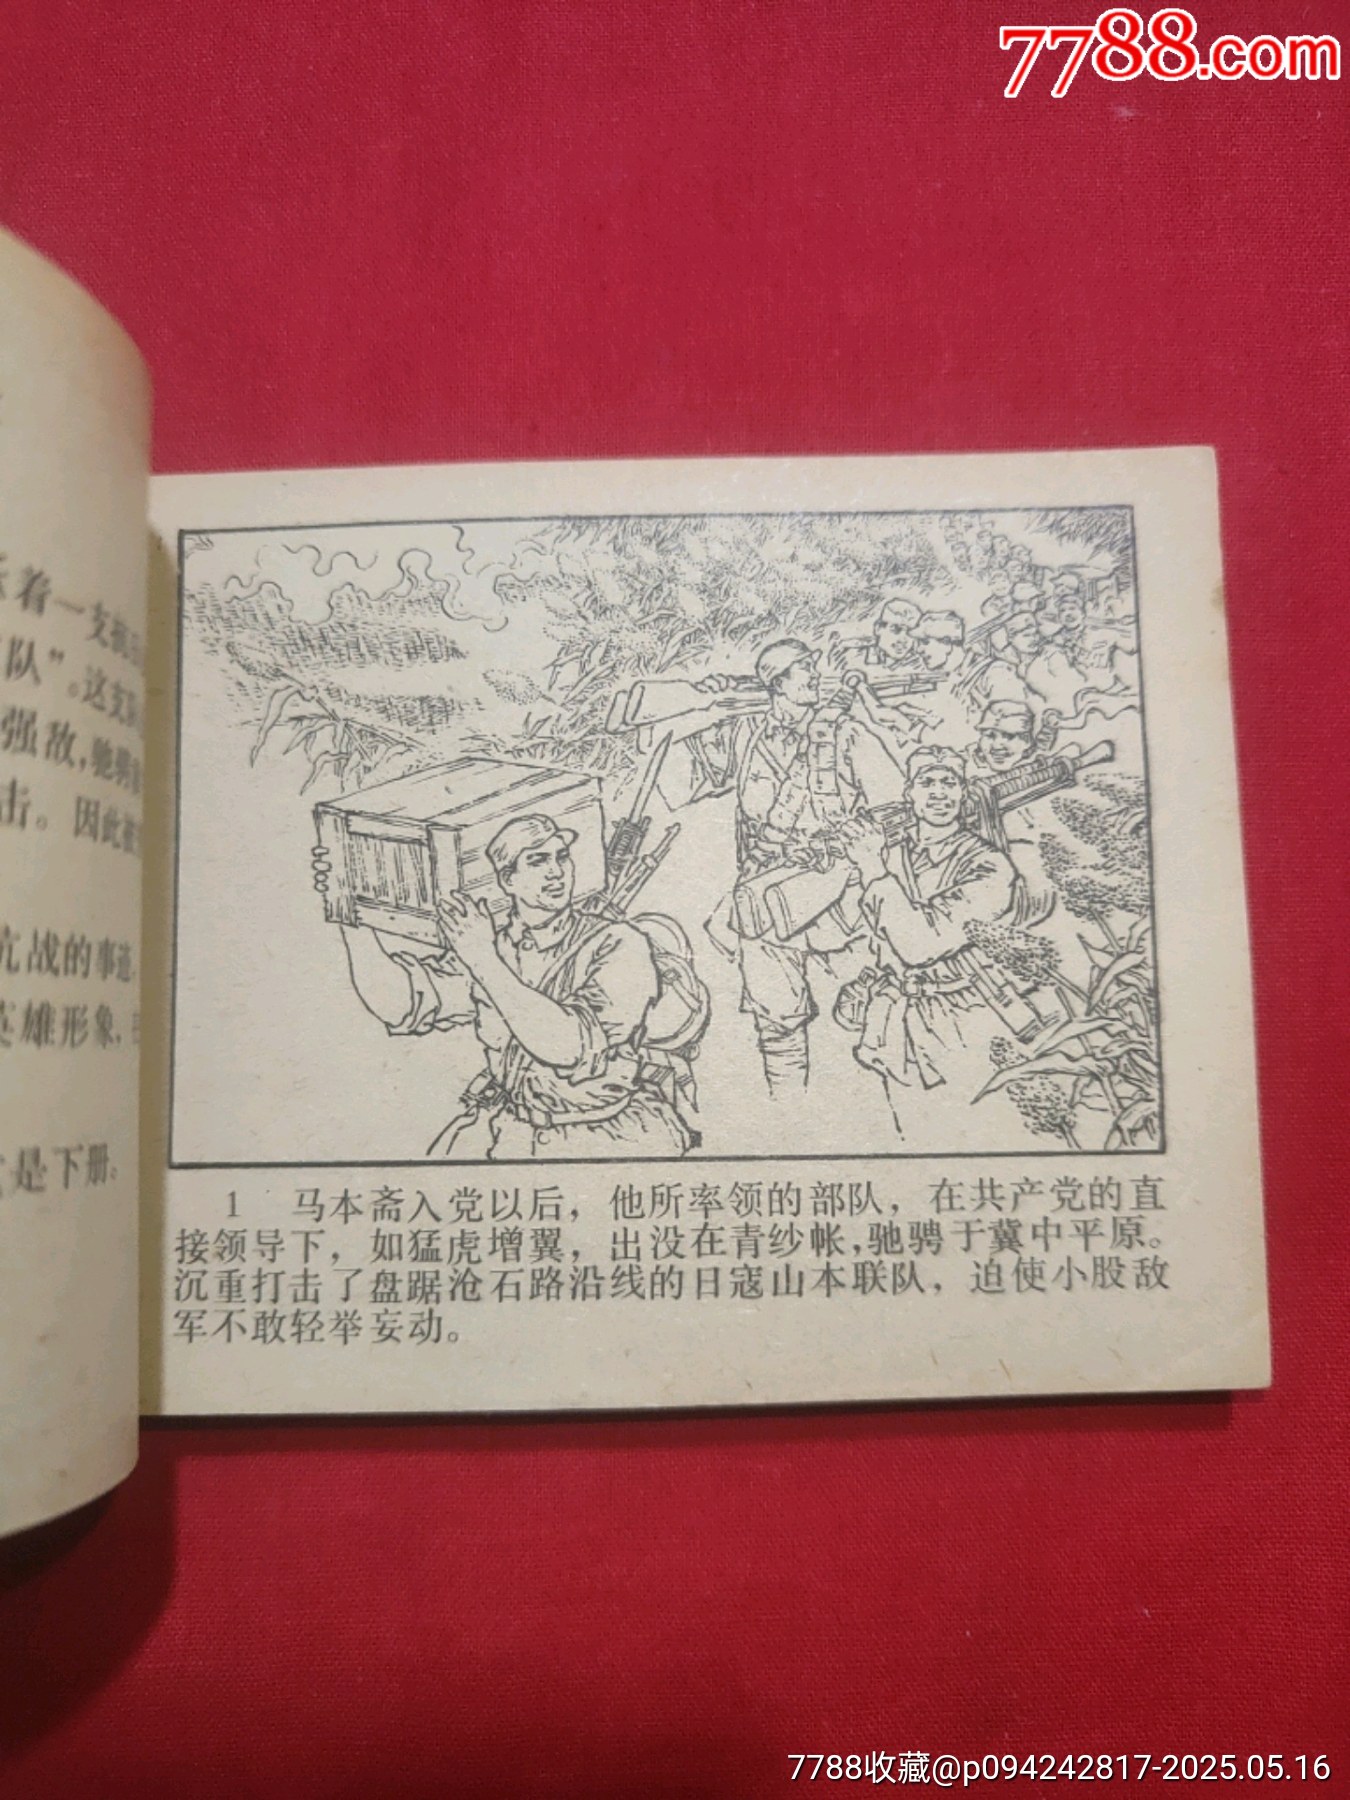 7788.com
着一支
队”。这支
强敌，驰骋
击。因此
抗战的事迹，
英雄形象，
是下册。
1 马本斋入党以后，他所率领的部队，在共产党的直
接领导下，如猛虎增翼，出没在青纱帐，驰骋于冀中平原。
沉重打击了盘踞沧石路沿线的日寇山本联队，迫使小股敌
军不敢轻举妄动。
7788收藏@p094242817-2025.05.16